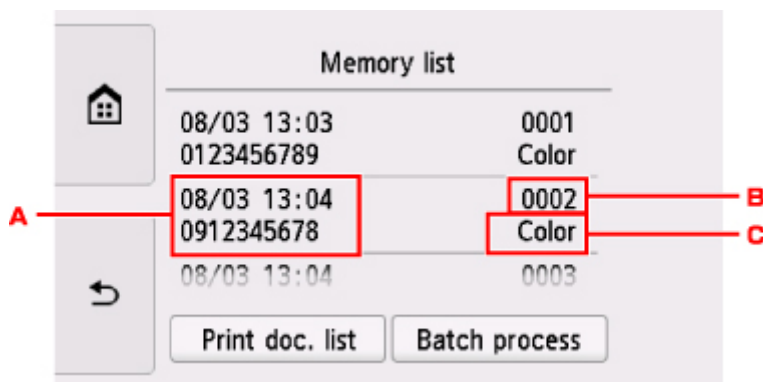 Memory list
08/03 13:03 0001
0123456789 Color
08/03 13:04 0002
0912345678 Color
08/03 13:04 0003
Print doc. list Batch process
A
B
C